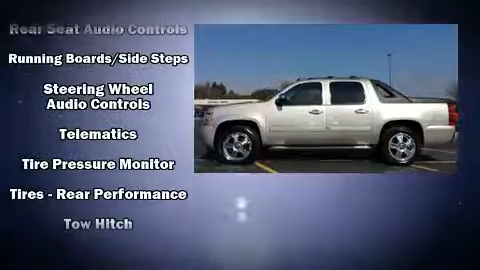 Rear Seat Audio Controls
Running Boards/Side Steps
Steering Wheel
Audio Controls
Telematics
Tire Pressure Monitor
Tires - Rear Performance
Tow Hitch